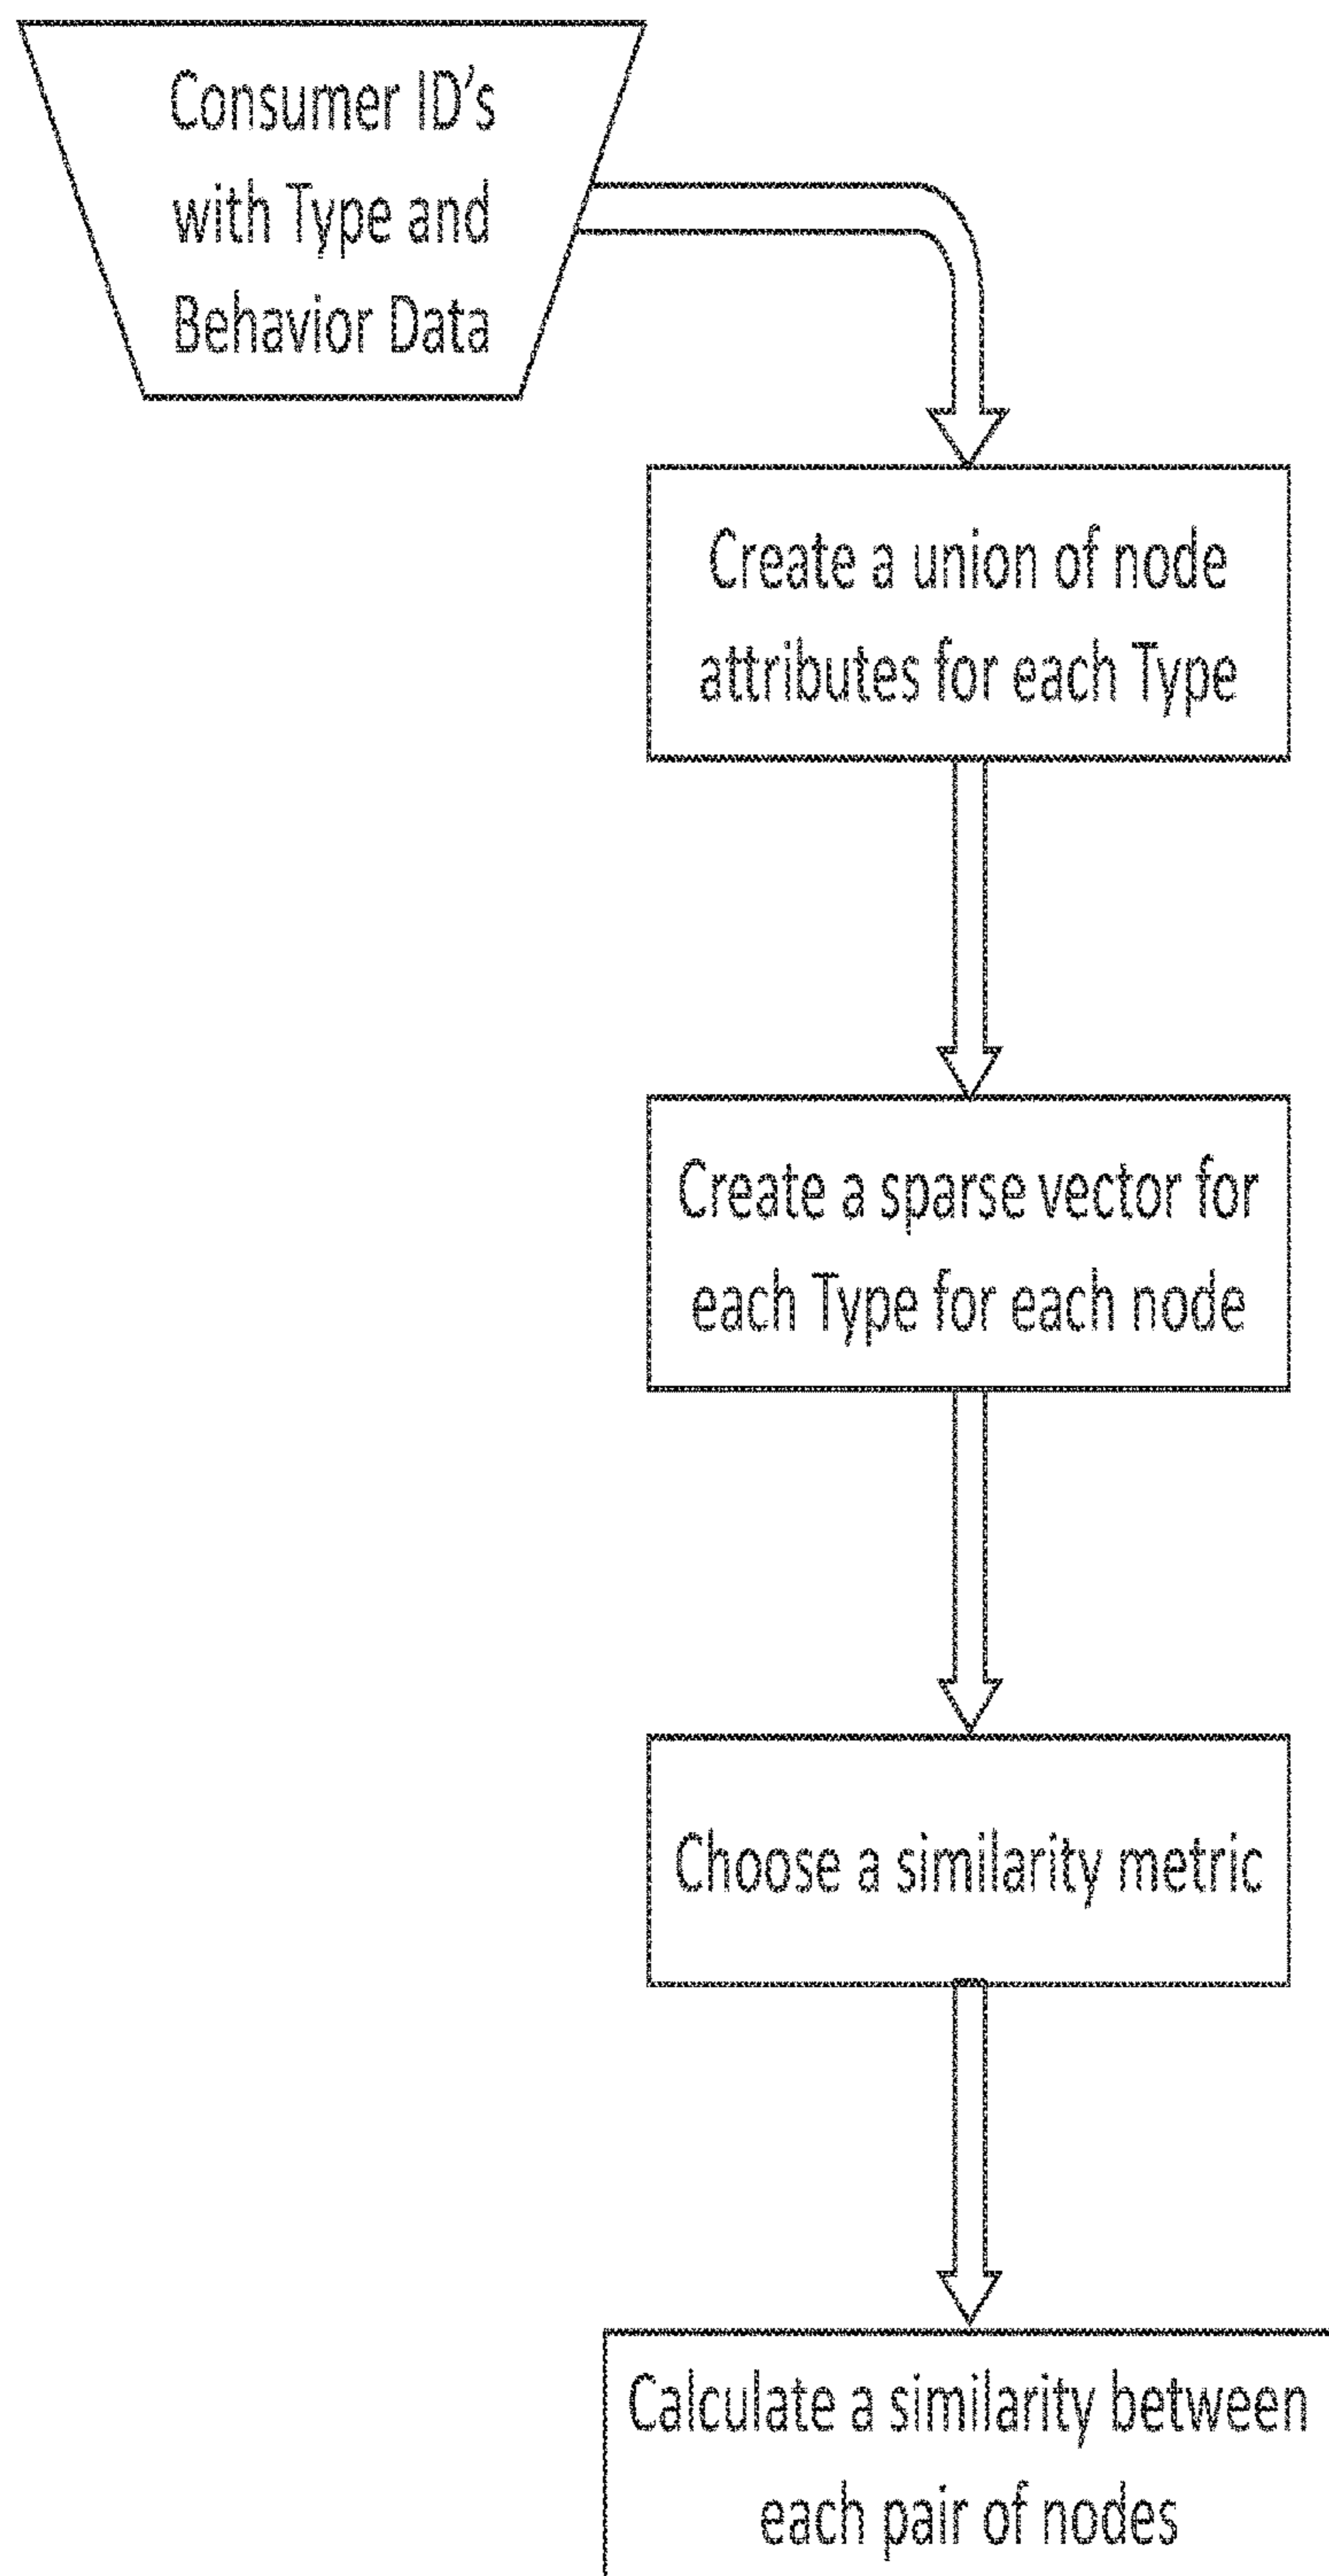 Consumer ID's
with Type and
Behavior Data
Create a union of node
attributes for each Type
Create a sparse vector for
each Type for each node
Choose a similarity metric
Calculate a similarity between
each pair of nodes